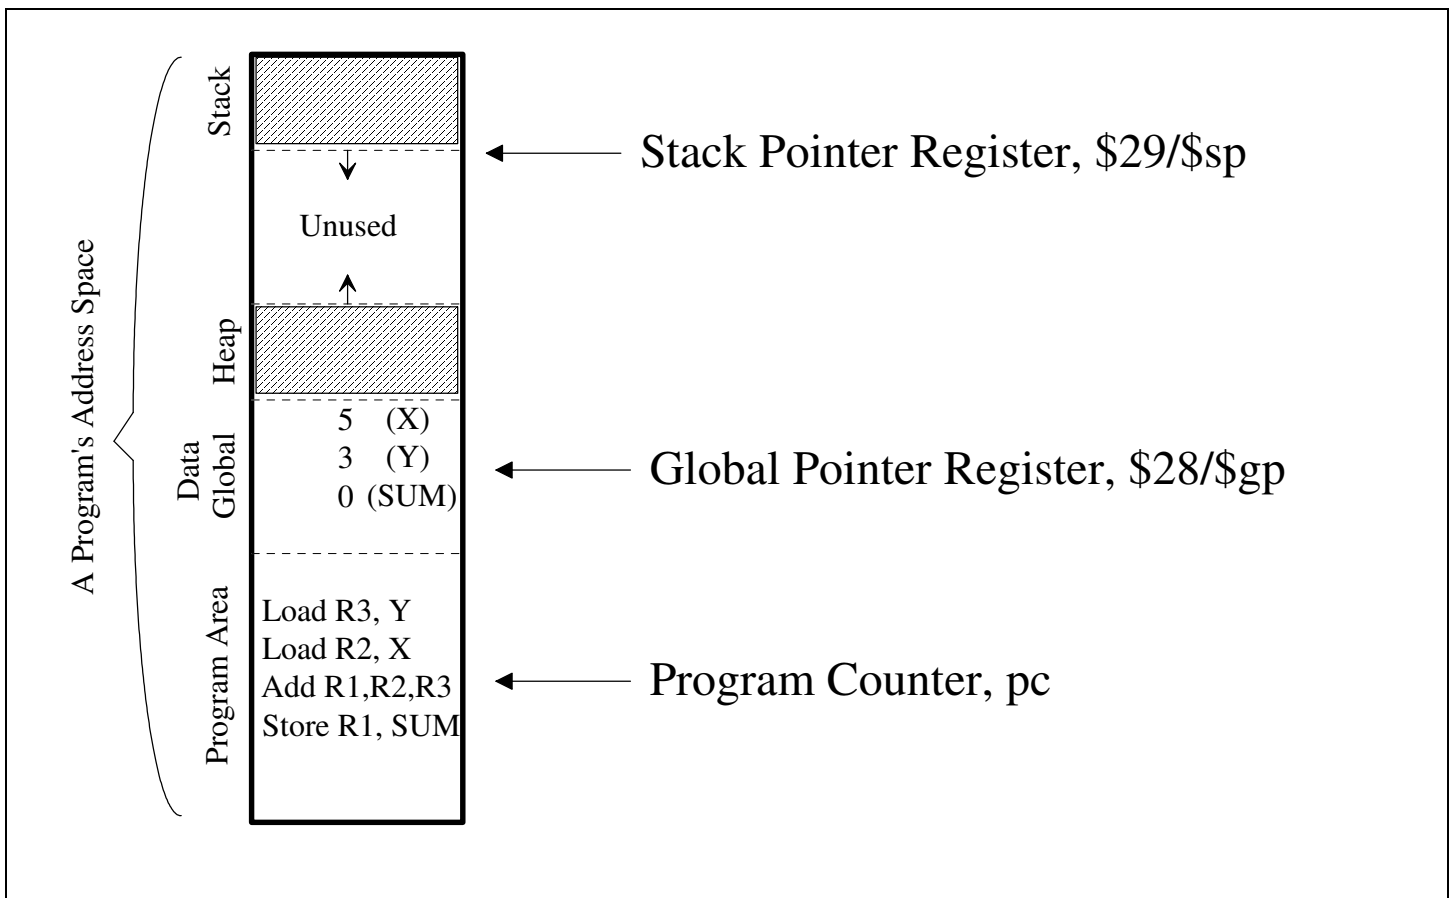 A Program's Address Space
Stack
Stack Pointer Register, $29/$sp
Unused
Heap
Data
Global
5 (X)
3 (Y)
0 (SUM)
Global Pointer Register, $28/$gp
Program Area
Load R3, Y
Load R2, X
Add R1,R2,R3
Store R1, SUM
Program Counter, pc